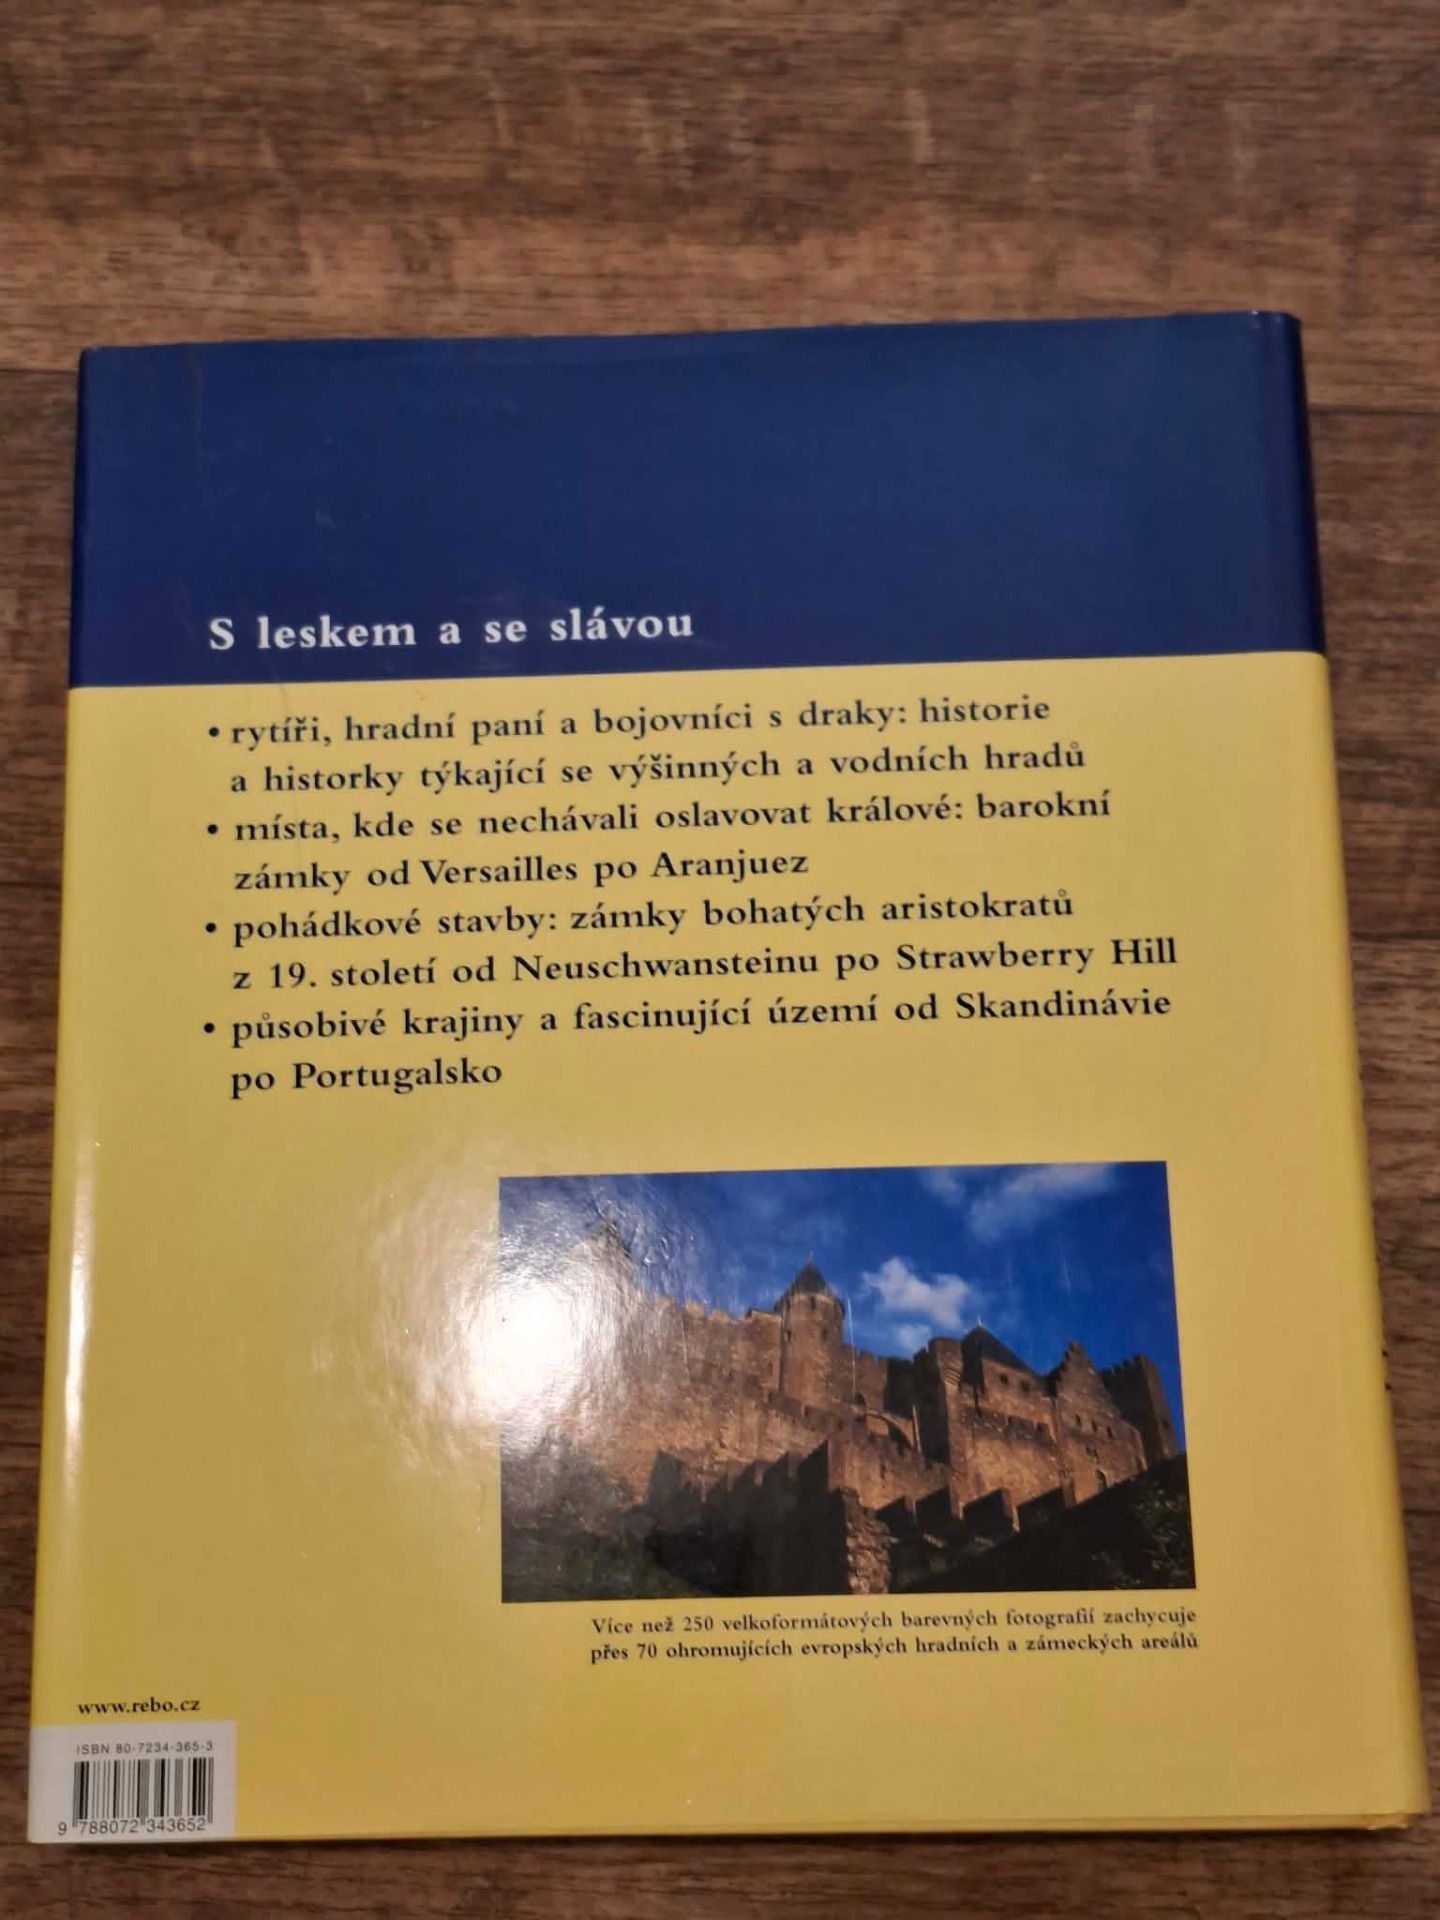 S leskem a se slávou
• rytíři, hradní paní a bojovníci s draky: historie
a historky týkající se výšinných a vodních hradů
• místa, kde se nechávali oslavovat králové: barokní
zámky od Versailles po Aranjuez
• pohádkové stavby: zámky bohatých aristokratů
z 19. století od Neuschwansteinu po Strawberry Hill
• působivé krajiny a fascinující území od Skandinávie
po Portugalsko
Více než 250 velkoformátových barevných fotografií zachycuje
přes 70 ohromujících evropských hradních a zámeckých areálů
www.rebo.cz
ISBN 80-7234-365-3
9 788072 343652